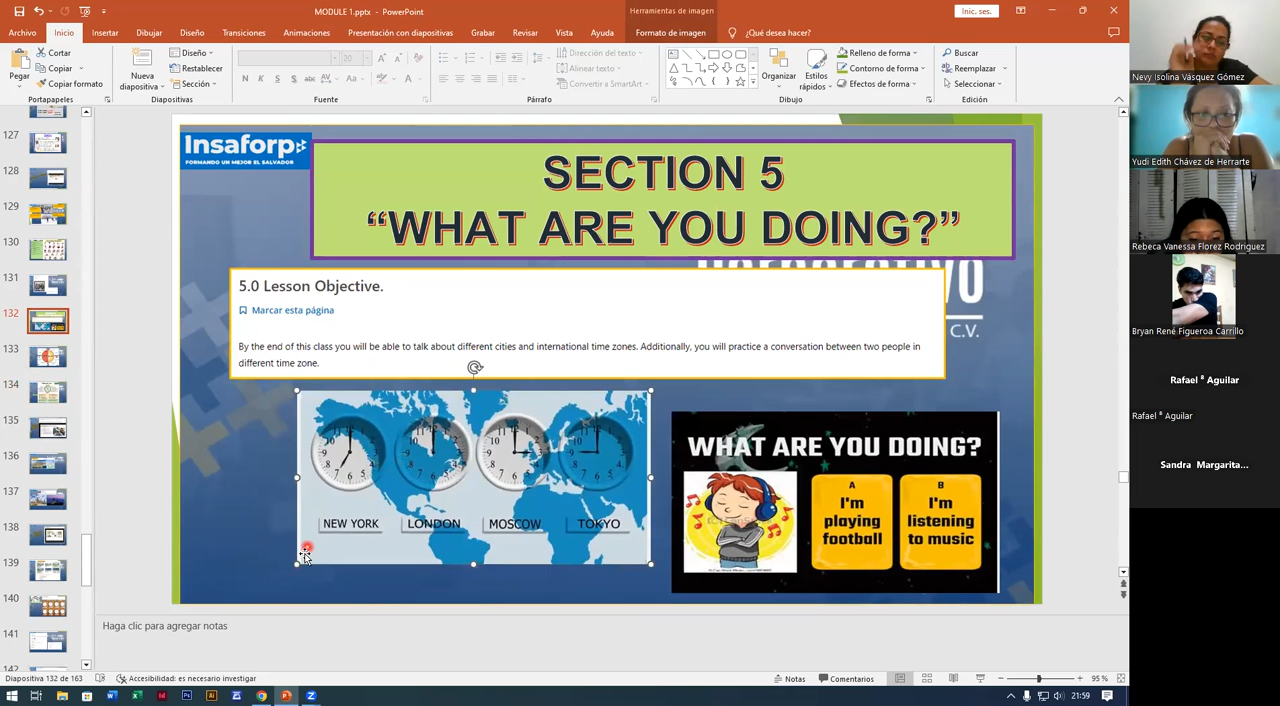 MODULE 1.pptx - PowerPoint
Herramientas de imagen
Inic. ses.
Archivo Inicio Insertar Dibujar Diseño Transiciones Animaciones Presentación con diapositivas Grabar Revisar Vista Ayuda Formato de imagen ¿Qué desea hacer?
Pegar
Cortar
Copiar
Copiar formato
Portapapeles
Nueva
diapositiva
Diseño
Restablecer
Sección
Diapositivas
20
N K S S abc AV Aa A
Fuente
Dirección del texto
Alinear texto
Convertir a SmartArt
Párrafo
Organizar
Estilos
rápidos
Relleno de forma
Contorno de forma
Efectos de forma
Dibujo
Buscar
Reemplazar
Seleccionar
Edición
127
128
129
130
131
132
133
134
135
136
137
138
139
140
141
142
Insaforp
FORMANDO UN MEJOR EL SALVADOR
SECTION 5
“WHAT ARE YOU DOING?”
C.V.
5.0 Lesson Objective.
Marcar esta página
By the end of this class you will be able to talk about different cities and international time zones. Additionally, you will practice a conversation between two people in
different time zone.
NEW YORK LONDON MOSCOW TOKYO
WHAT ARE YOU DOING?
A
I'm
playing
football
B
I'm
listening
to music
Haga clic para agregar notas
Diapositiva 132 de 163
Accesibilidad: es necesario investigar
Notas
Comentarios
95 %
21:59
Nevy Isolina Vásquez Gómez
Yudi Edith Chávez de Herrarte
Rebeca Vanessa Florez Rodriguez
Bryan René Figueroa Carrillo
Rafael ° Aguilar
Rafael ° Aguilar
Sandra Margarita...